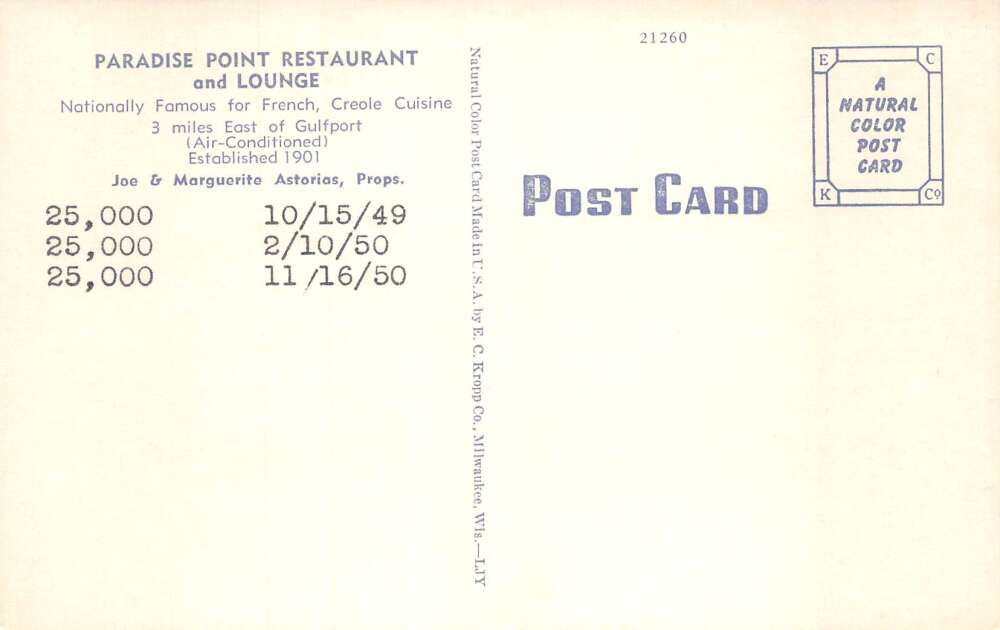 PARADISE POINT RESTAURANT
and LOUNGE
Nationally Famous for French, Creole Cuisine
3 miles East of Gulfport
(Air-Conditioned)
Established 1901
Joe & Marguerite Astorias, Props.
25,000 10/15/49
25,000 2/10/50
25,000 11/16/50
Natural Color Post Card Made in U.S.A. by E. C. Kropp Co., Milwaukee, Wis.—LJY
21260
POST CARD
E C
A
NATURAL
COLOR
POST
CARD
K Co